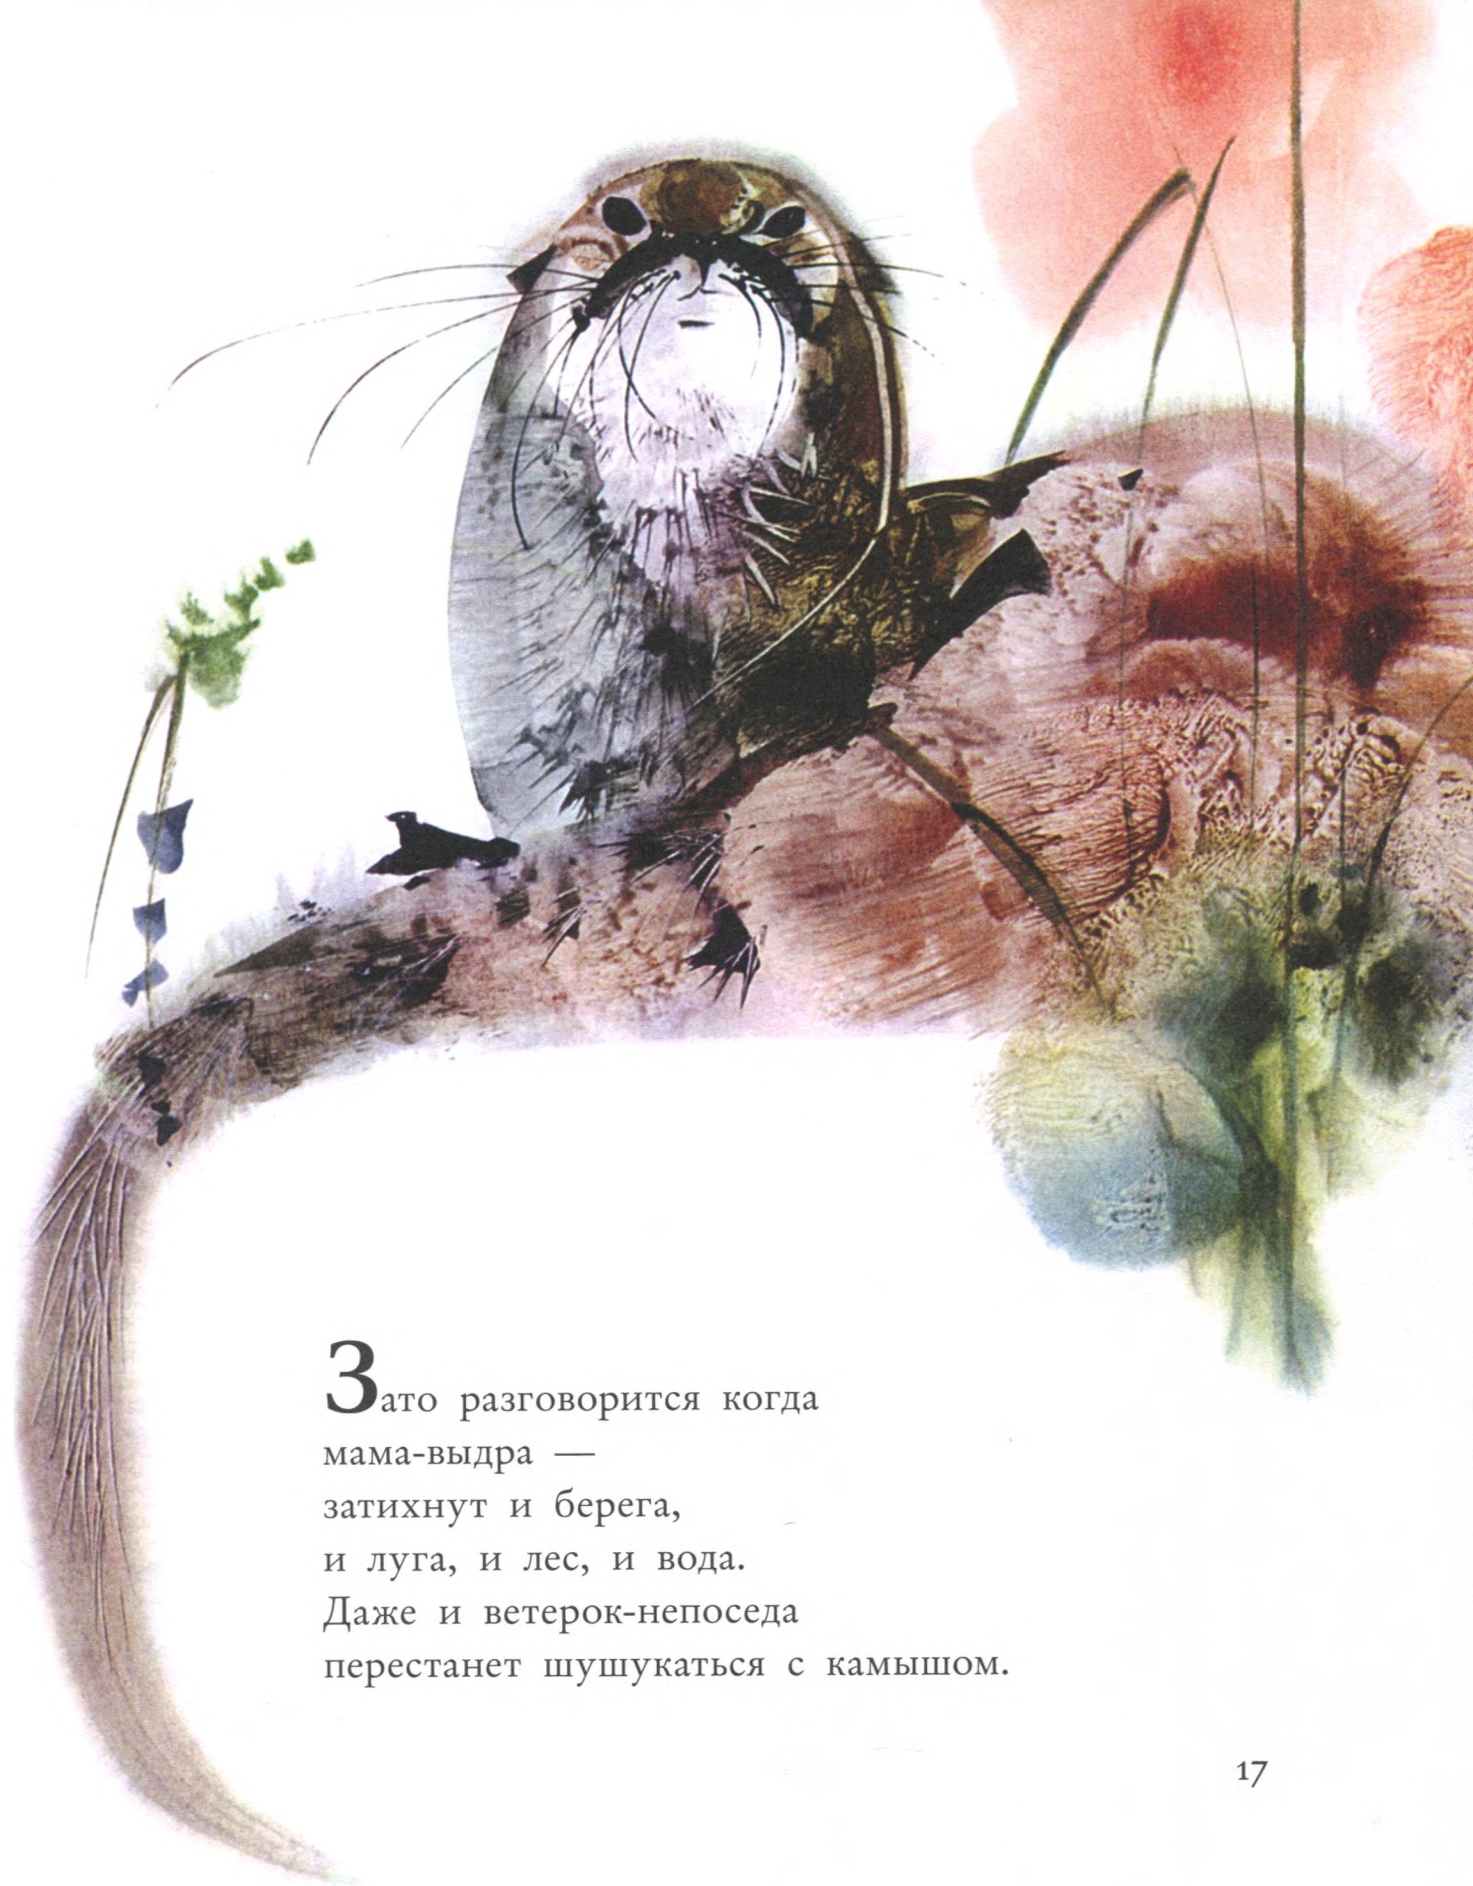 Зато разговорится когда
мама-выдра —
затихнут и берега,
и луга, и лес, и вода.
Даже и ветерок-непоседа
перестанет шушукаться с камышом.
17